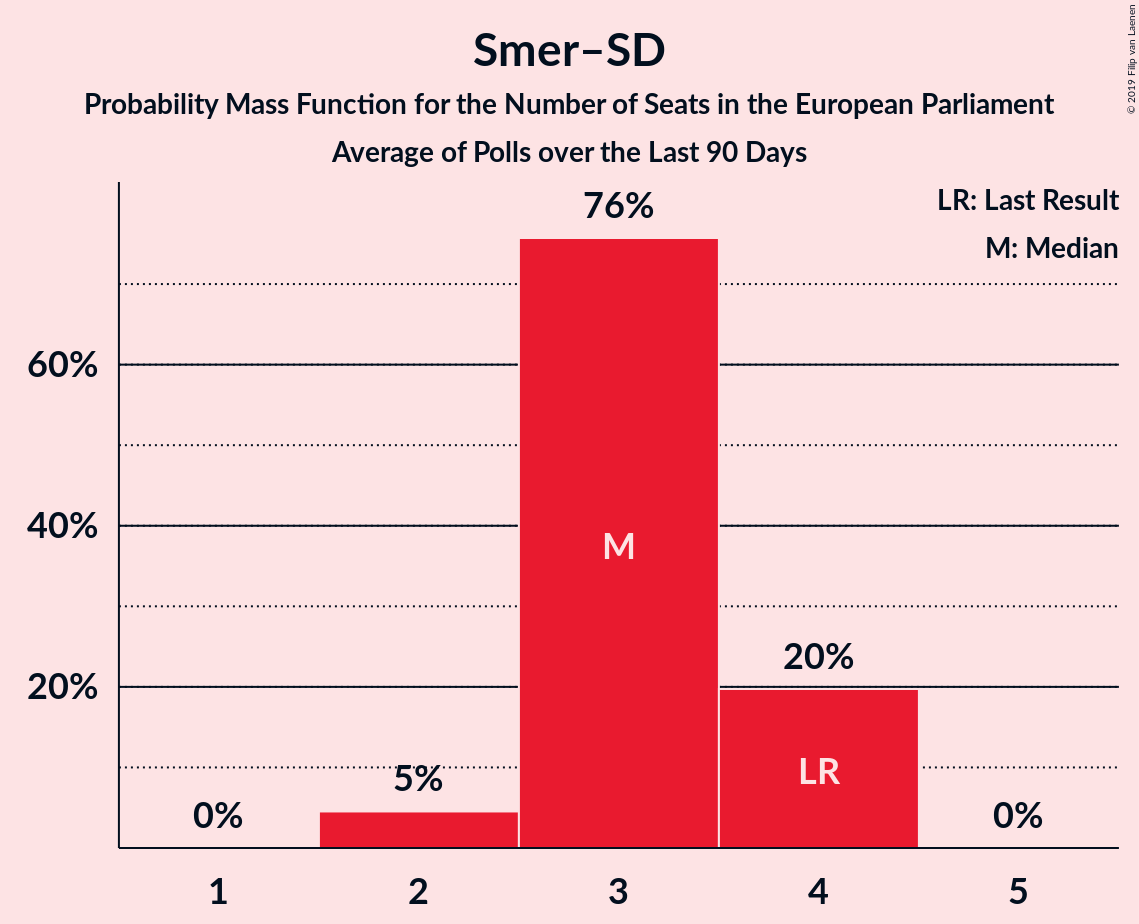 Smer–SD
Probability Mass Function for the Number of Seats in the European Parliament
Average of Polls over the Last 90 Days
© 2019 Filip van Laenen
LR: Last Result
M: Median
76%
60%
40%
20%
M
20%
LR
5%
0%
0%
1 2 3 4 5